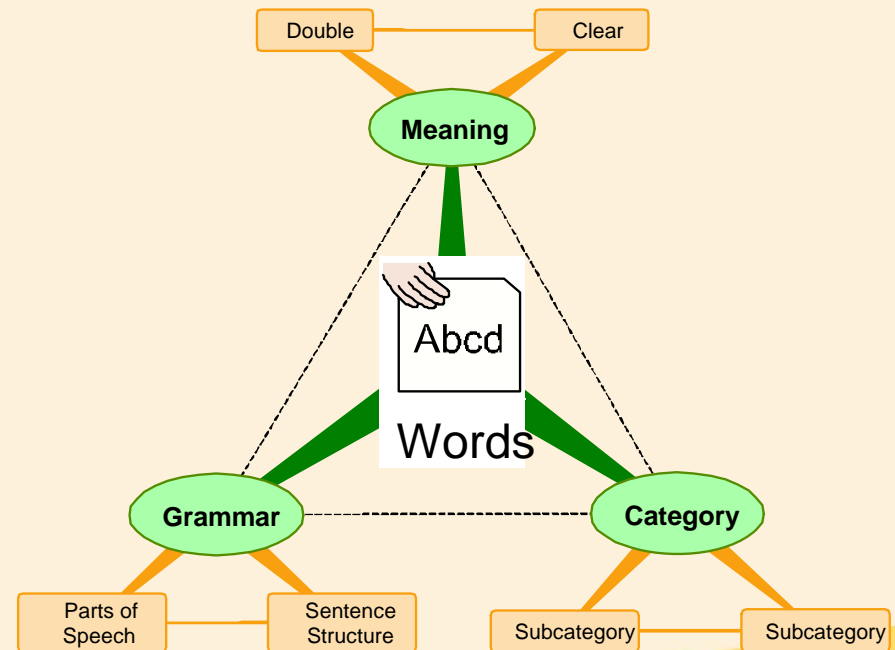 Double
Clear
Meaning
Abcd
Words
Grammar
Category
Parts of
Speech
Sentence
Structure
Subcategory
Subcategory